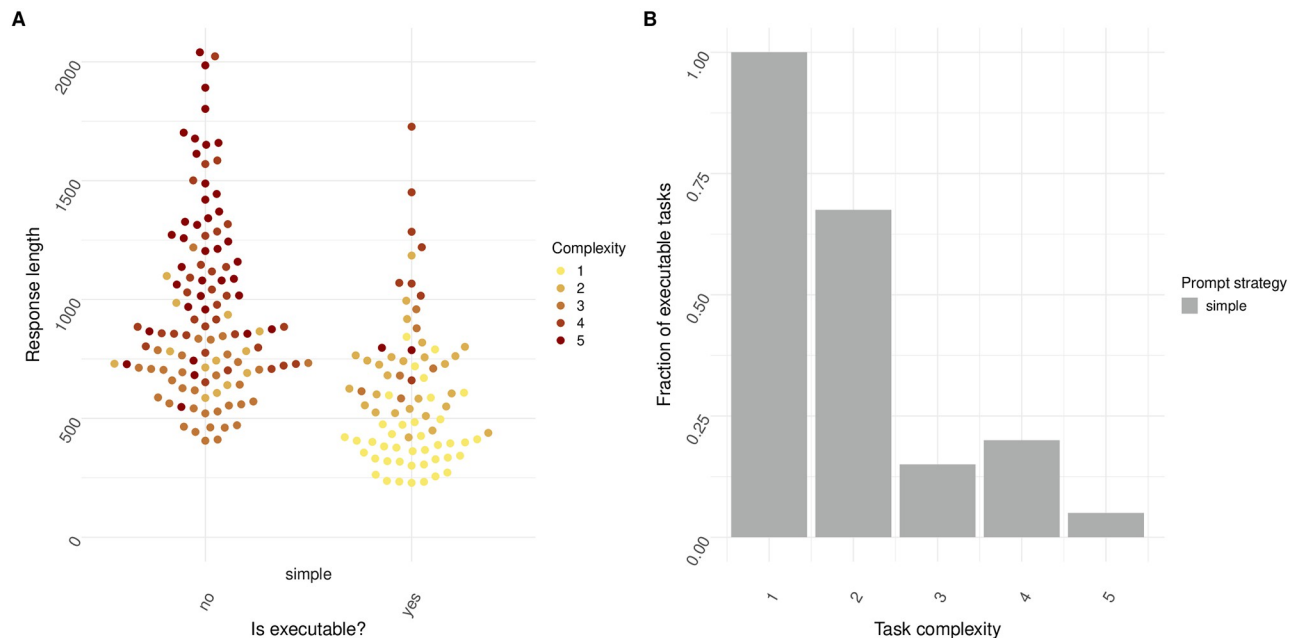 A
Response length
2000
1500
1000
500
0
simple
no
yes
Is executable?
Complexity
1
2
3
4
5
B
Fraction of executable tasks
1.00
0.75
0.50
0.25
0.00
1
2
3
4
5
Task complexity
Prompt strategy
simple